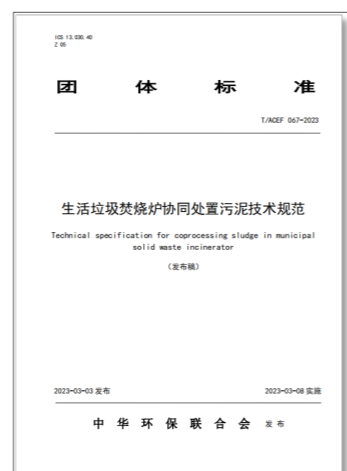 ICS 13.030.40
Z 05
团体标准
T/ACEF 067-2023
生活垃圾焚烧炉协同处置污泥技术规范
Technical specification for coprocessing sludge in municipal
solid waste incinerator
（发布稿）
2023-03-03 发布
2023-03-08 实施
中华环保联合会 发布